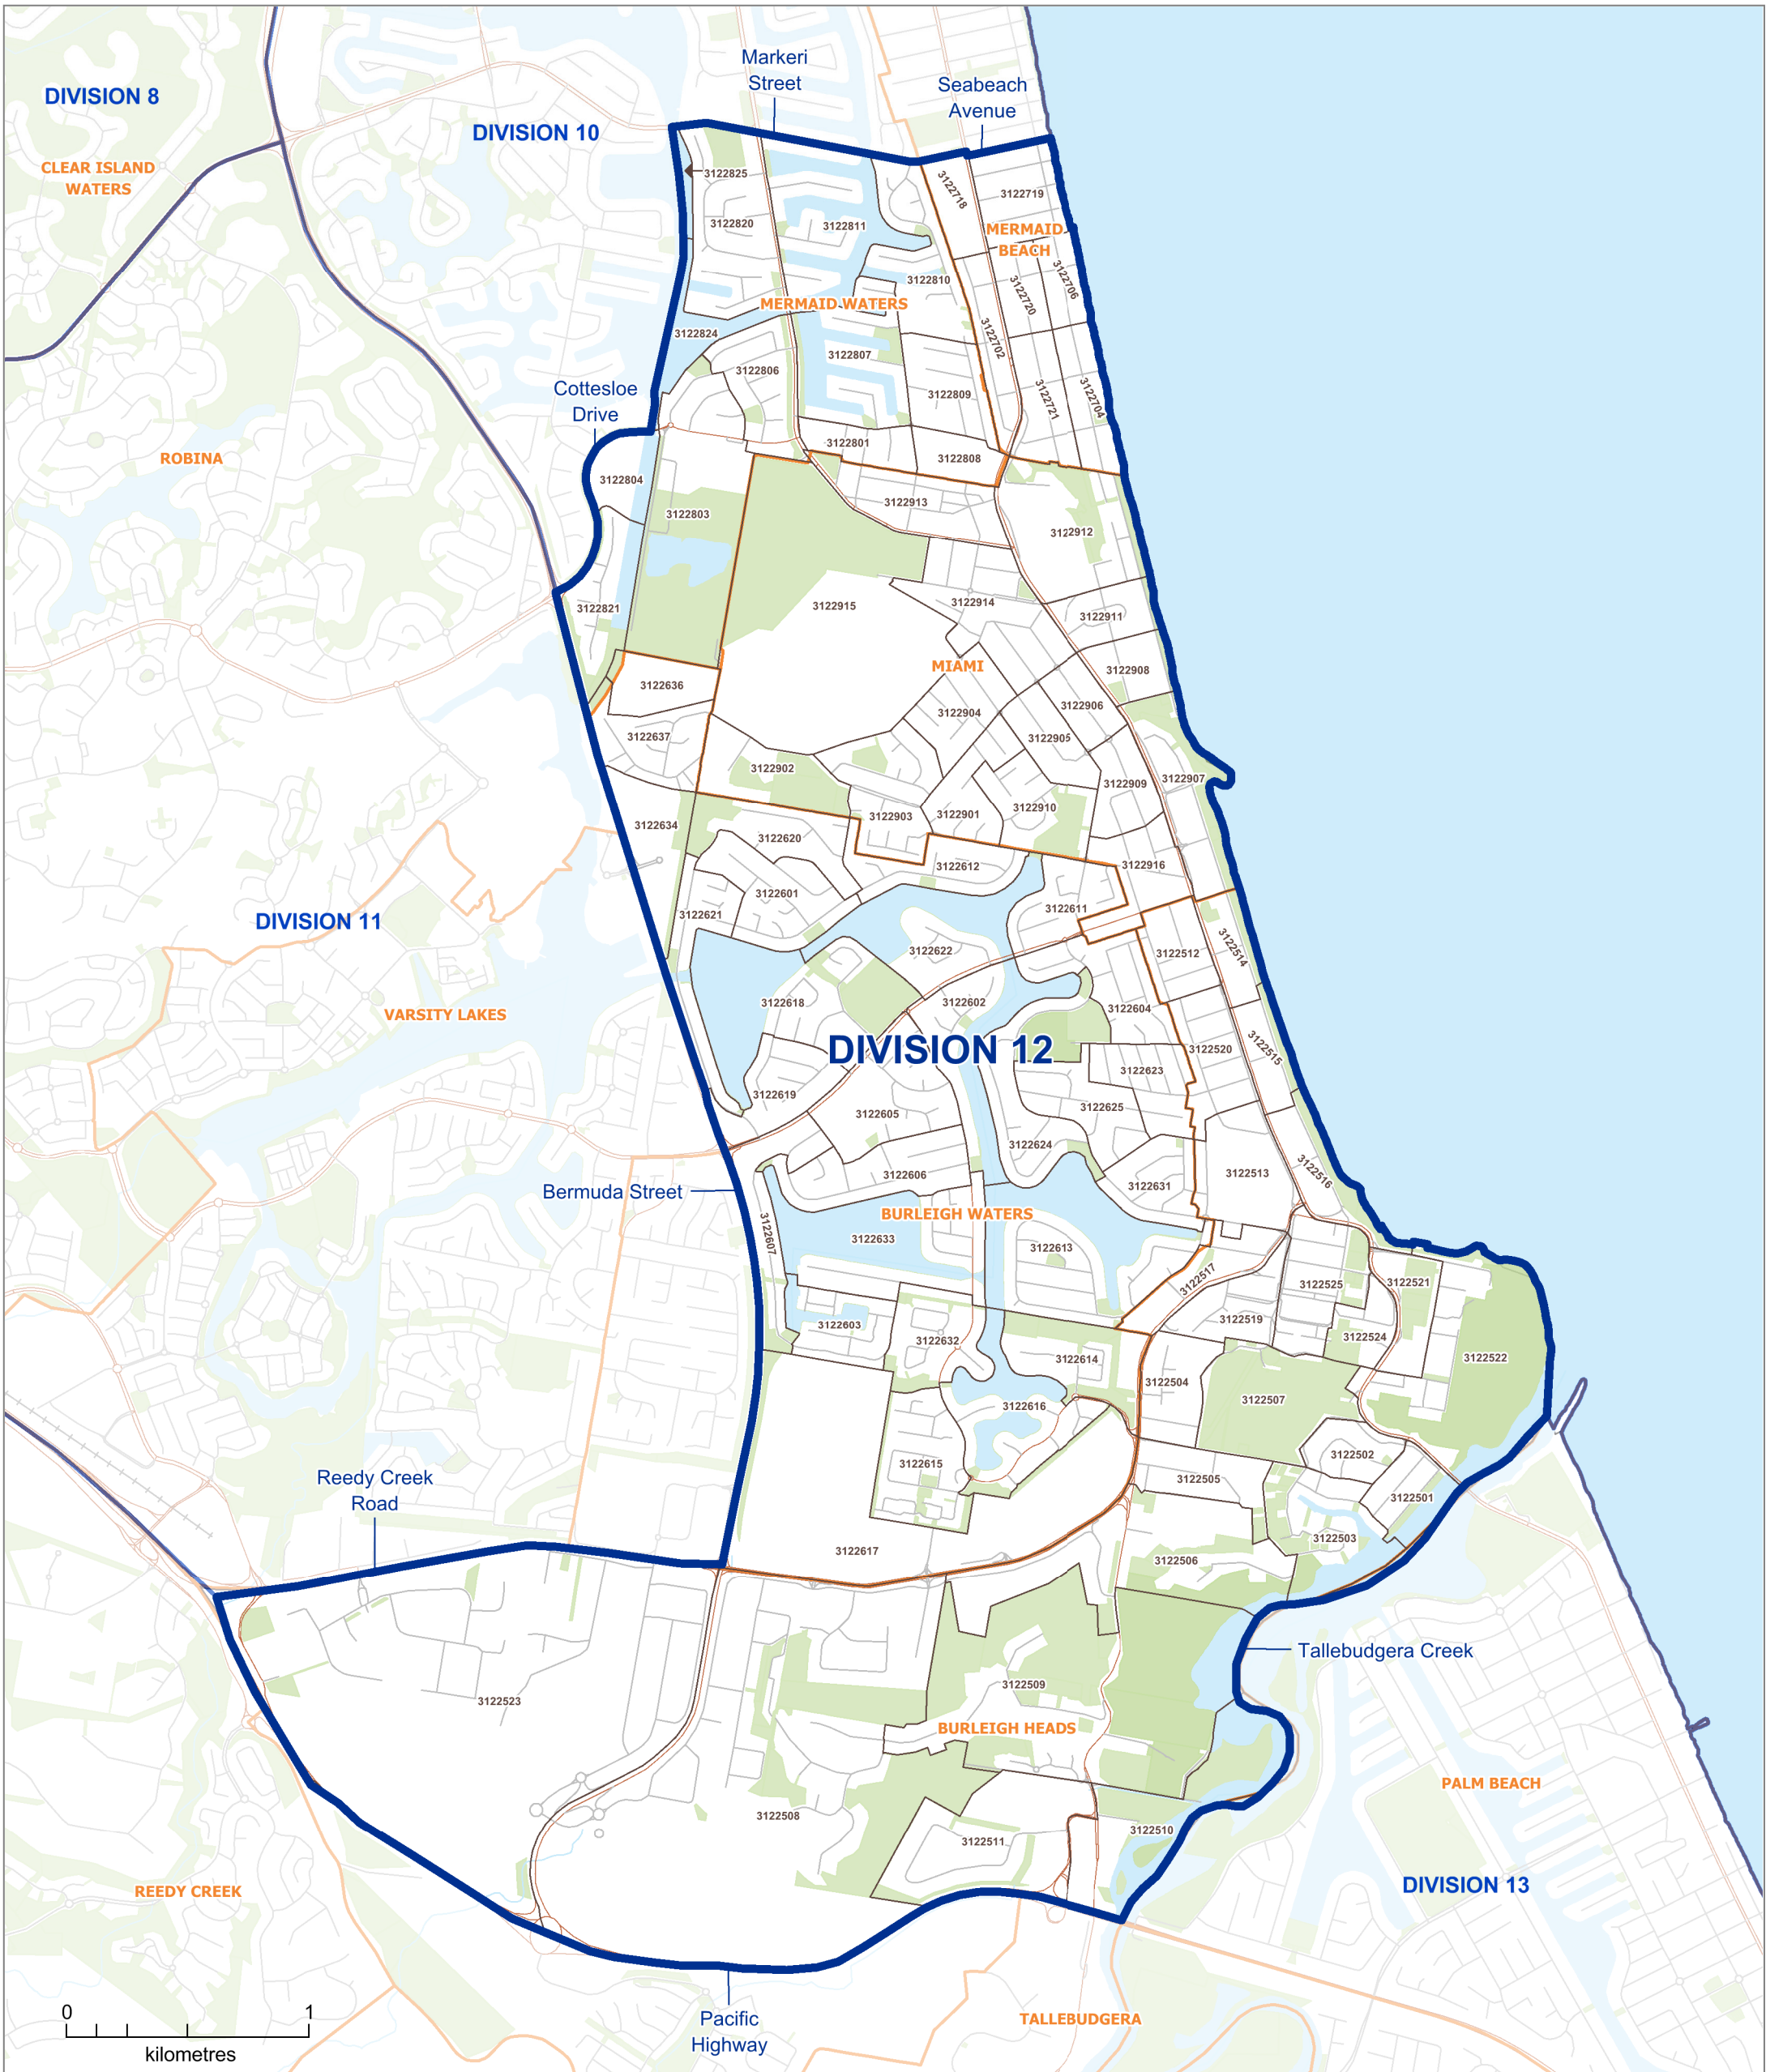 Markeri
Street
Seabeach
Avenue
DIVISION 8
DIVISION 10
CLEAR ISLAND
WATERS
3122825
3122718
3122719
3122820
3122811
MERMAID
BEACH
3122810
3122720
3122706
MERMAID WATERS
3122824
3122702
3122807
3122806
Cottesloe
Drive
3122809
3122721
3122704
3122801
3122808
ROBINA
3122804
3122913
3122803
3122912
3122821
3122915
3122914
3122911
MIAMI
3122908
3122636
3122904
3122906
3122637
3122905
3122902
3122907
3122909
3122910
3122903
3122901
3122634
3122620
3122612
3122916
3122601
3122621
3122611
DIVISION 11
3122622
3122512
3122514
3122618
3122602
3122604
VARSITY LAKES
DIVISION 12
3122520
3122515
3122623
3122619
3122605
3122625
3122624
3122606
3122513
3122516
3122631
Bermuda Street
BURLEIGH WATERS
3122607
3122633
3122613
3122517
3122525
3122521
3122603
3122519
3122632
3122524
3122614
3122522
3122504
3122507
3122616
3122615
3122502
3122505
3122501
Reedy Creek
Road
3122503
3122617
3122506
Tallebudgera Creek
3122509
3122523
BURLEIGH HEADS
PALM BEACH
3122508
3122510
3122511
REEDY CREEK
DIVISION 13
0
1
kilometres
Pacific
Highway
TALLEBUDGERA